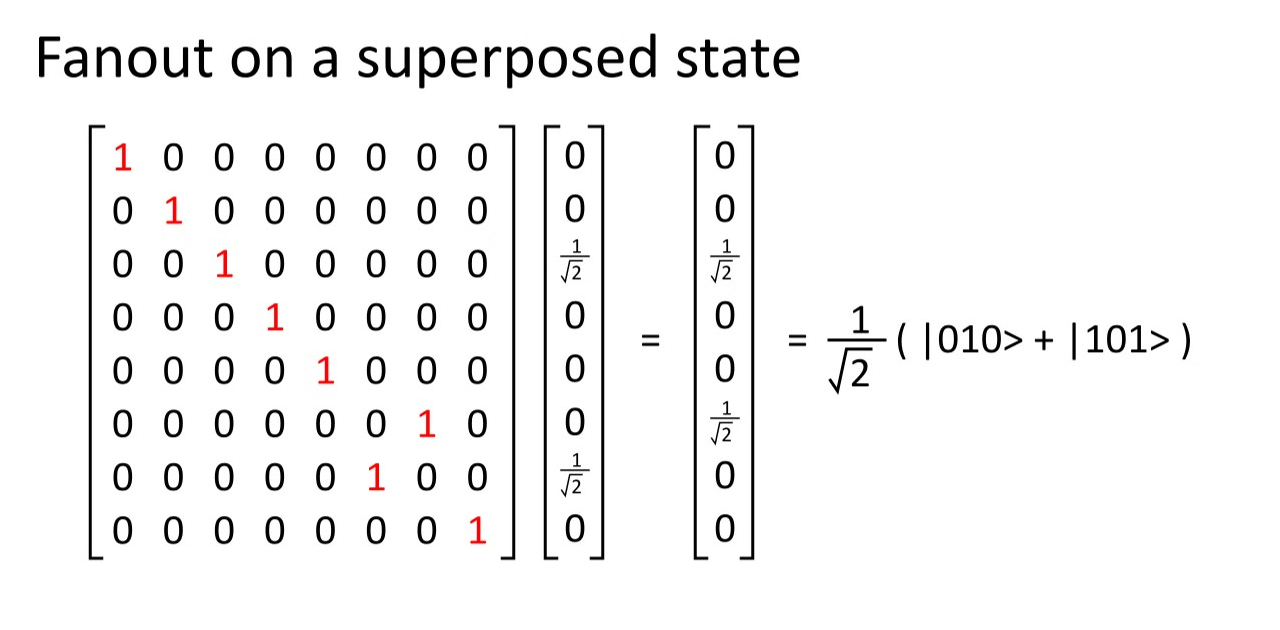 Fanout on a superposed state
1 0 0 0 0 0 0 0 0 0
0 1 0 0 0 0 0 0 0 0
0 0 1 0 0 0 0 0 1/√2 1/√2
0 0 0 1 0 0 0 0 0 0
= = 1/√2 ( |010> + |101> )
0 0 0 0 1 0 0 0 0 0
0 0 0 0 0 0 1 0 0 1/√2
0 0 0 0 0 1 0 0 1/√2 0
0 0 0 0 0 0 0 1 0 0